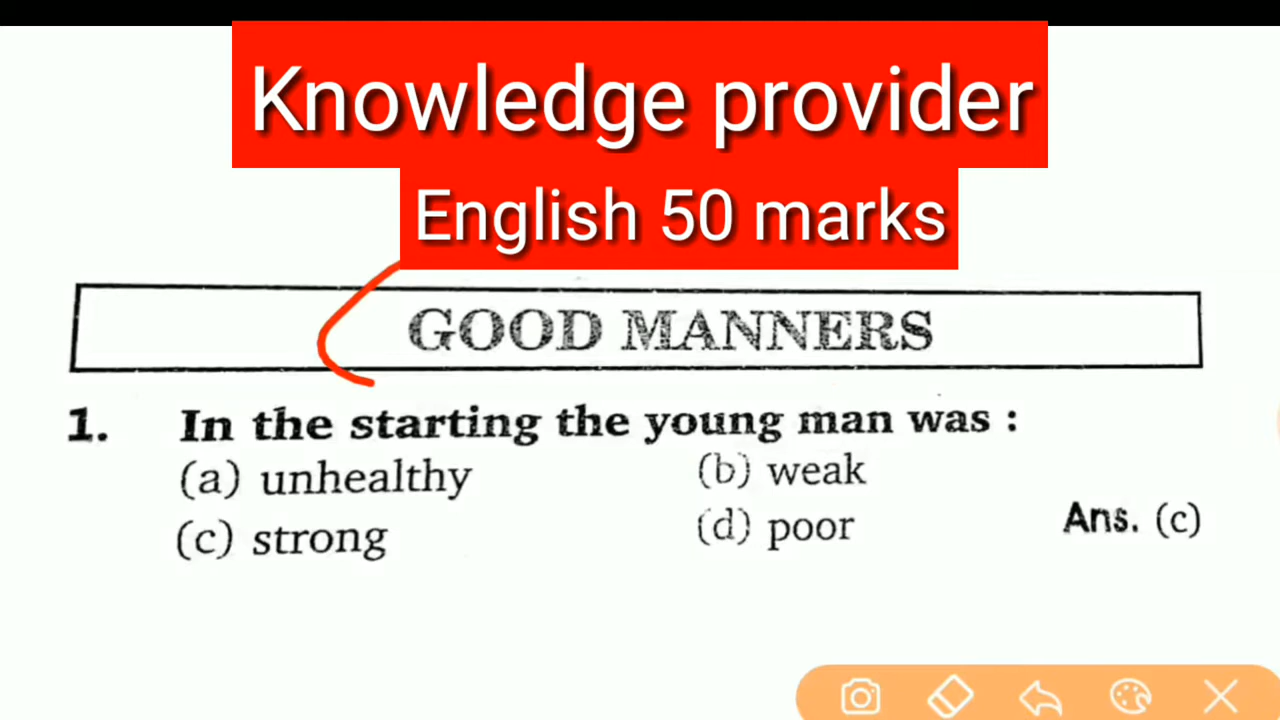 Knowledge provider
English 50 marks
GOOD MANNERS
1. In the starting the young man was :
(a) unhealthy (b) weak
(c) strong (d) poor Ans. (c)